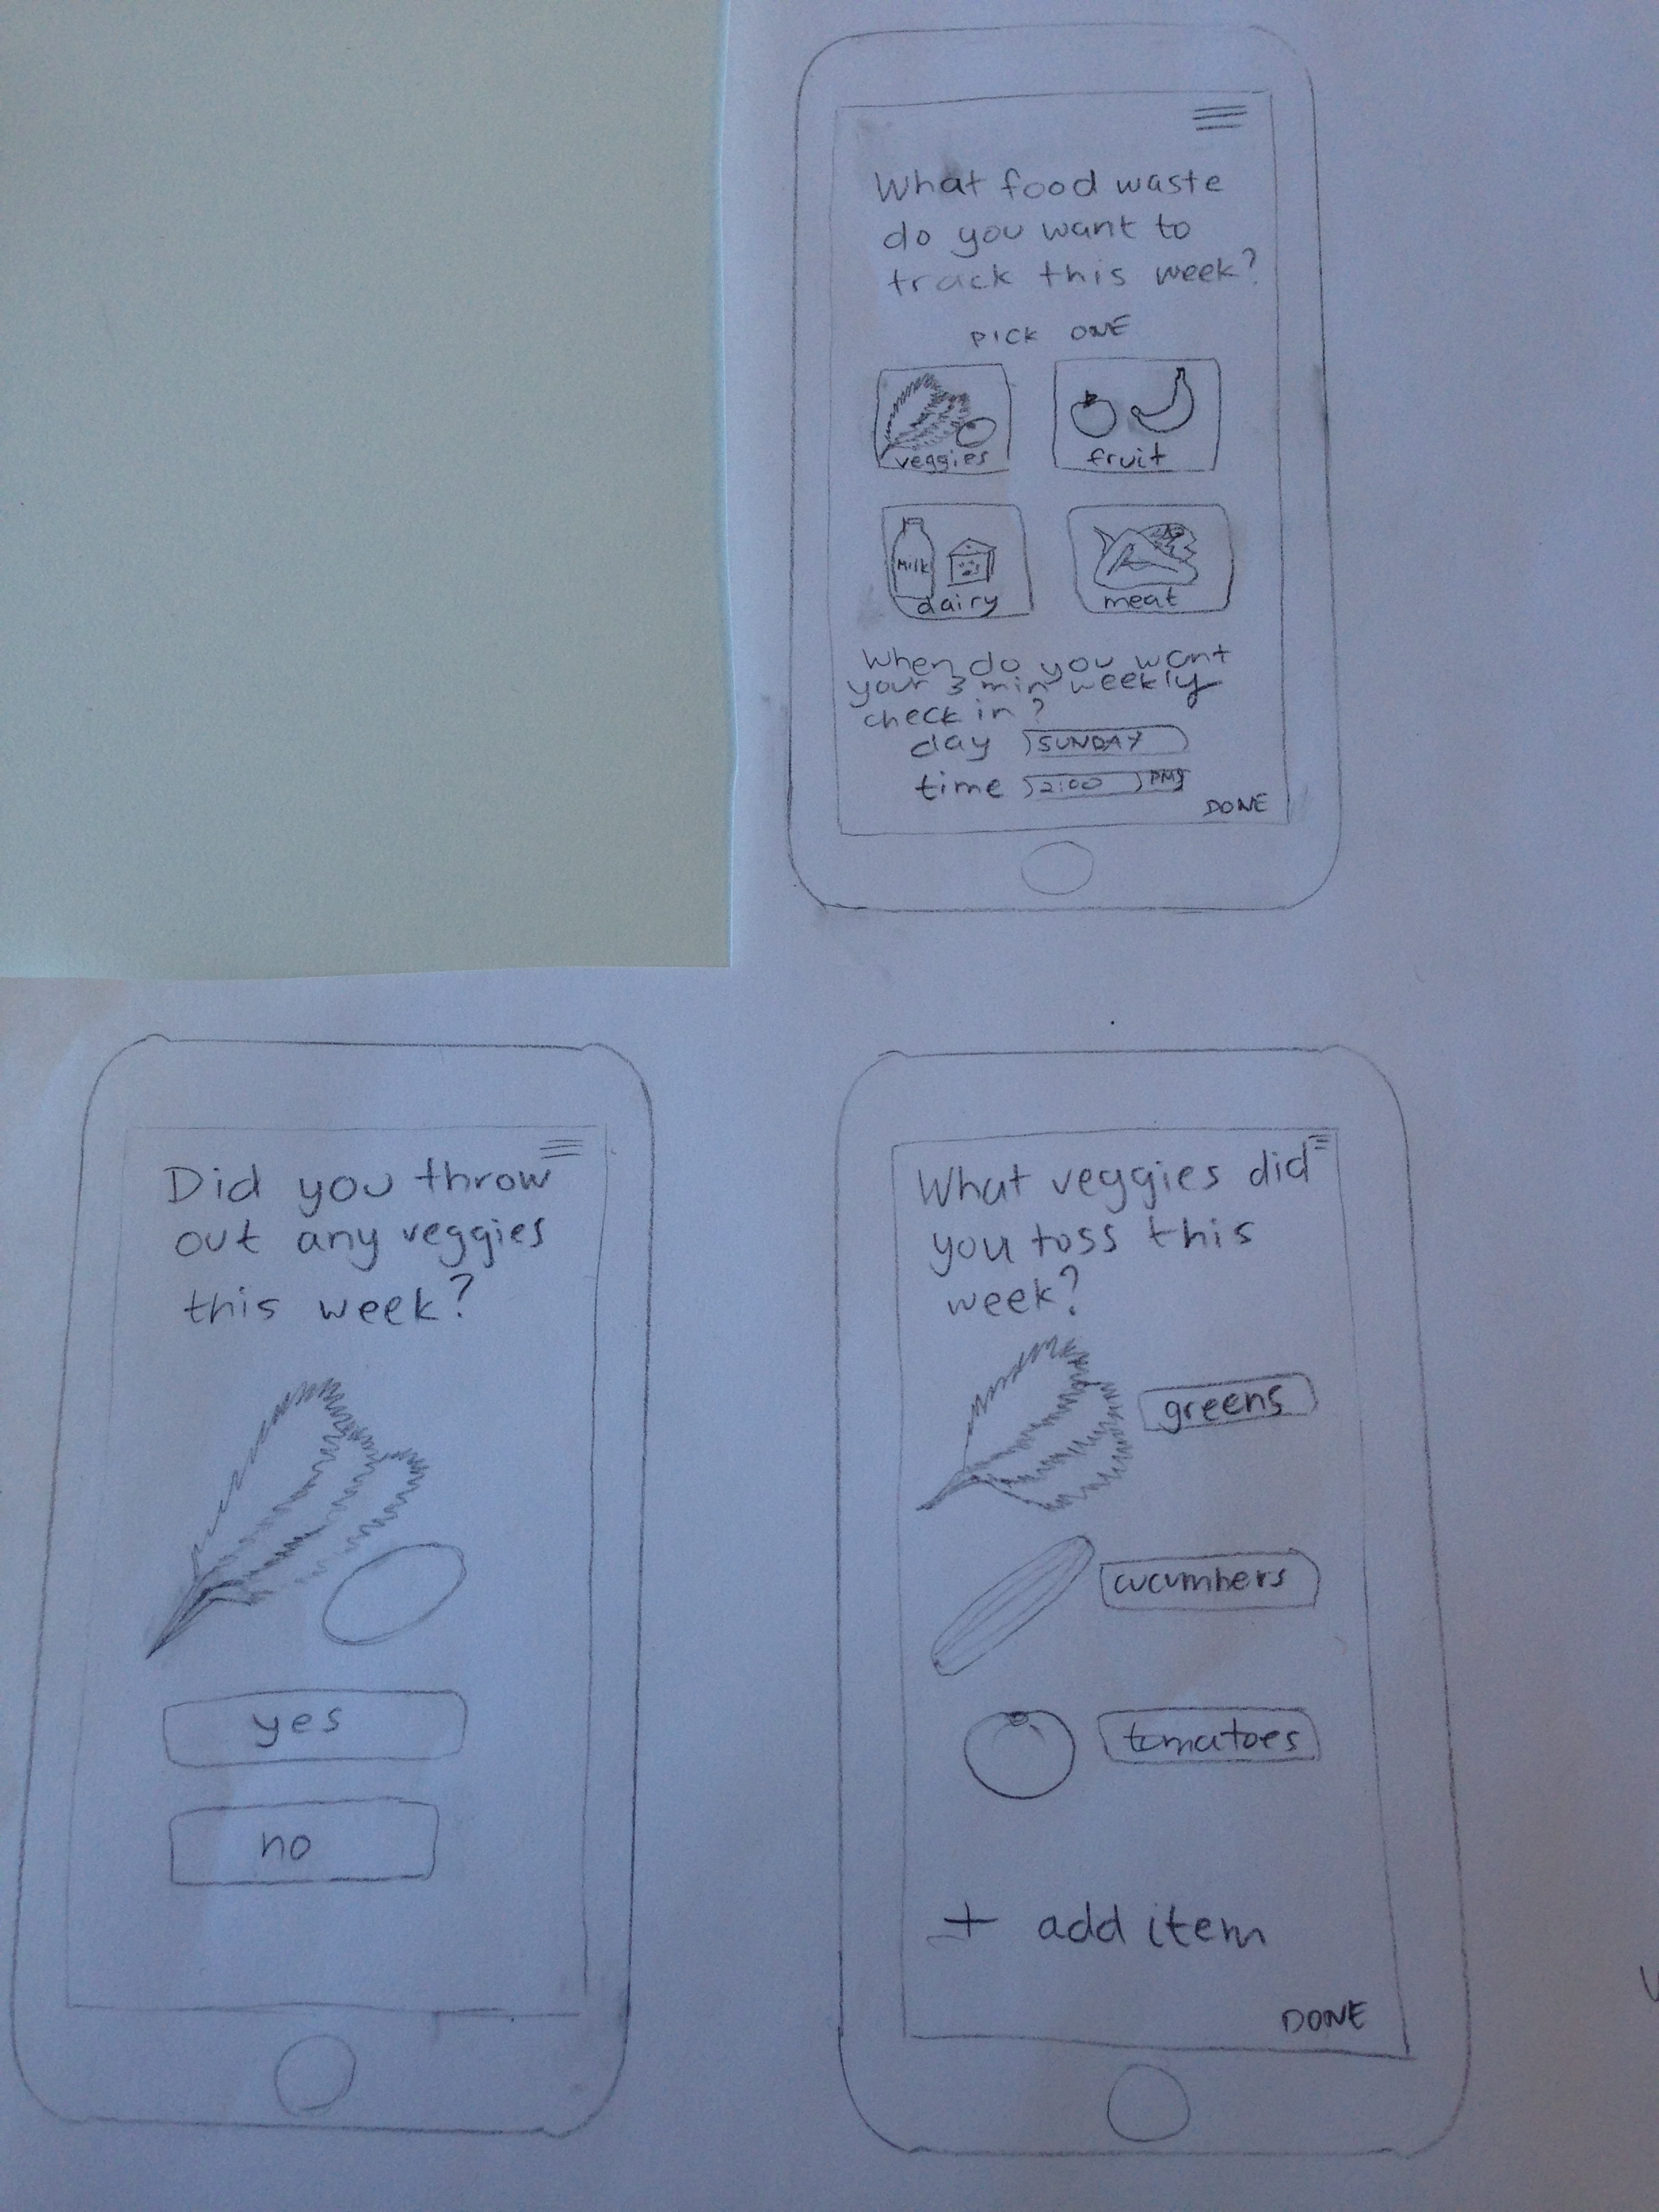 What food waste
do you want to
track this week?
PICK ONE
veggies
fruit
MILK
dairy
meat
When do you want
your 3 min weekly
check in?
day SUNDAY
time 2:00 PM
DONE
Did you throw
out any veggies
this week?
yes
no
What veggies did
you toss this
week?
greens
cucumbers
tomatoes
+ add item
DONE